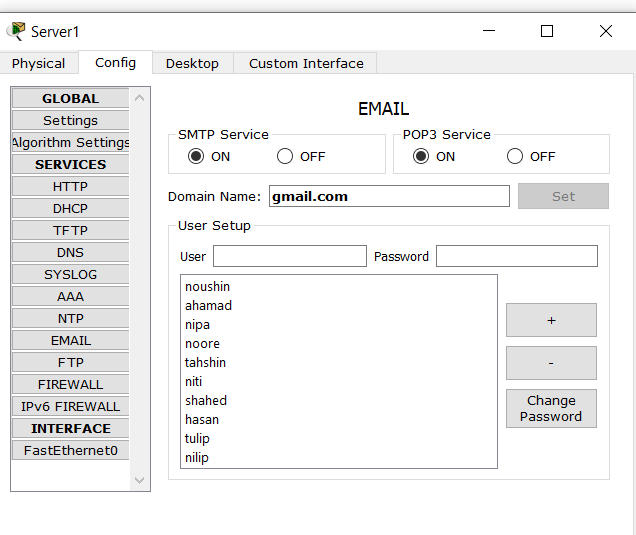 Server1
Physical
Config
Desktop
Custom Interface
GLOBAL
Settings
Algorithm Settings
SERVICES
HTTP
DHCP
TFTP
DNS
SYSLOG
AAA
NTP
EMAIL
FTP
FIREWALL
IPv6 FIREWALL
INTERFACE
FastEthernet0
EMAIL
SMTP Service
ON
OFF
POP3 Service
ON
OFF
Domain Name: gmail.com
Set
User Setup
User
Password
noushin
ahamad
nipa
noore
tahshin
niti
shahed
hasan
tulip
nilip
+
-
Change
Password